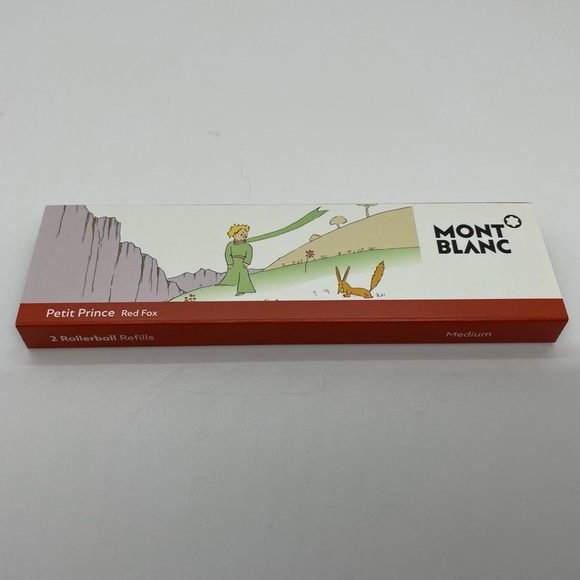 MONT
BLANC
Petit Prince Red Fox
2 Rollerball Refills
Medium